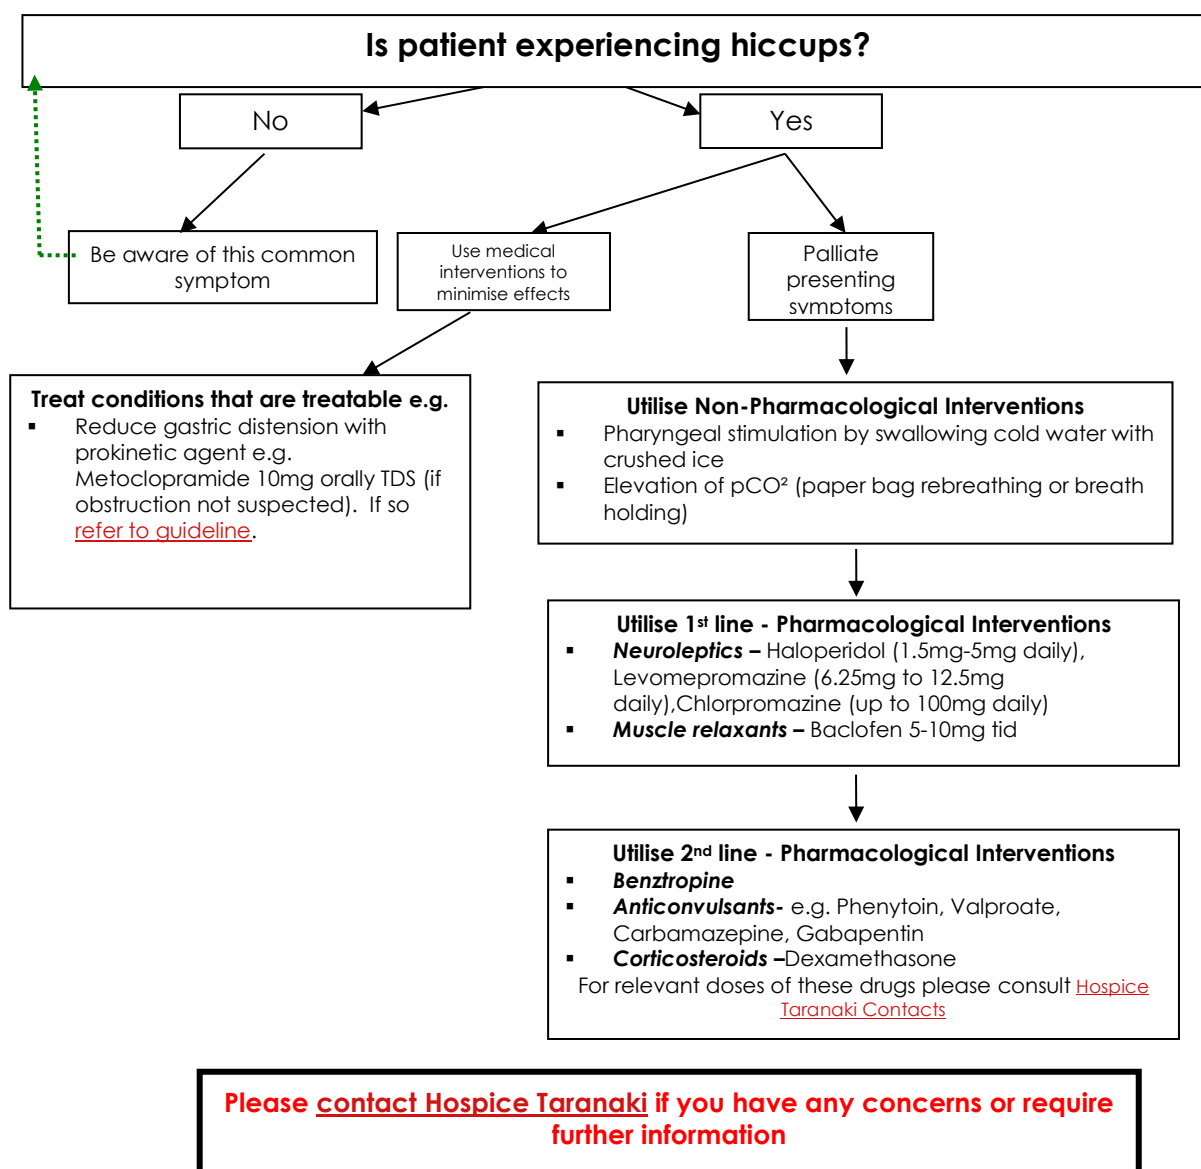 Is patient experiencing hiccups?
No
Yes
Be aware of this common
symptom
Use medical
interventions to
minimise effects
Palliate
presenting
symptoms
Treat conditions that are treatable e.g.
▪ Reduce gastric distension with
prokinetic agent e.g.
Metoclopramide 10mg orally TDS (if
obstruction not suspected).  If so
refer to guideline.
Utilise Non-Pharmacological Interventions
▪ Pharyngeal stimulation by swallowing cold water with
crushed ice
▪ Elevation of pCO² (paper bag rebreathing or breath
holding)
Utilise 1st line - Pharmacological Interventions
▪ Neuroleptics – Haloperidol (1.5mg-5mg daily),
Levomepromazine (6.25mg to 12.5mg
daily),Chlorpromazine (up to 100mg daily)
▪ Muscle relaxants – Baclofen 5-10mg tid
Utilise 2nd line - Pharmacological Interventions
▪ Benztropine
▪ Anticonvulsants- e.g. Phenytoin, Valproate,
Carbamazepine, Gabapentin
▪ Corticosteroids –Dexamethasone
For relevant doses of these drugs please consult Hospice
Taranaki Contacts
Please contact Hospice Taranaki if you have any concerns or require
further information